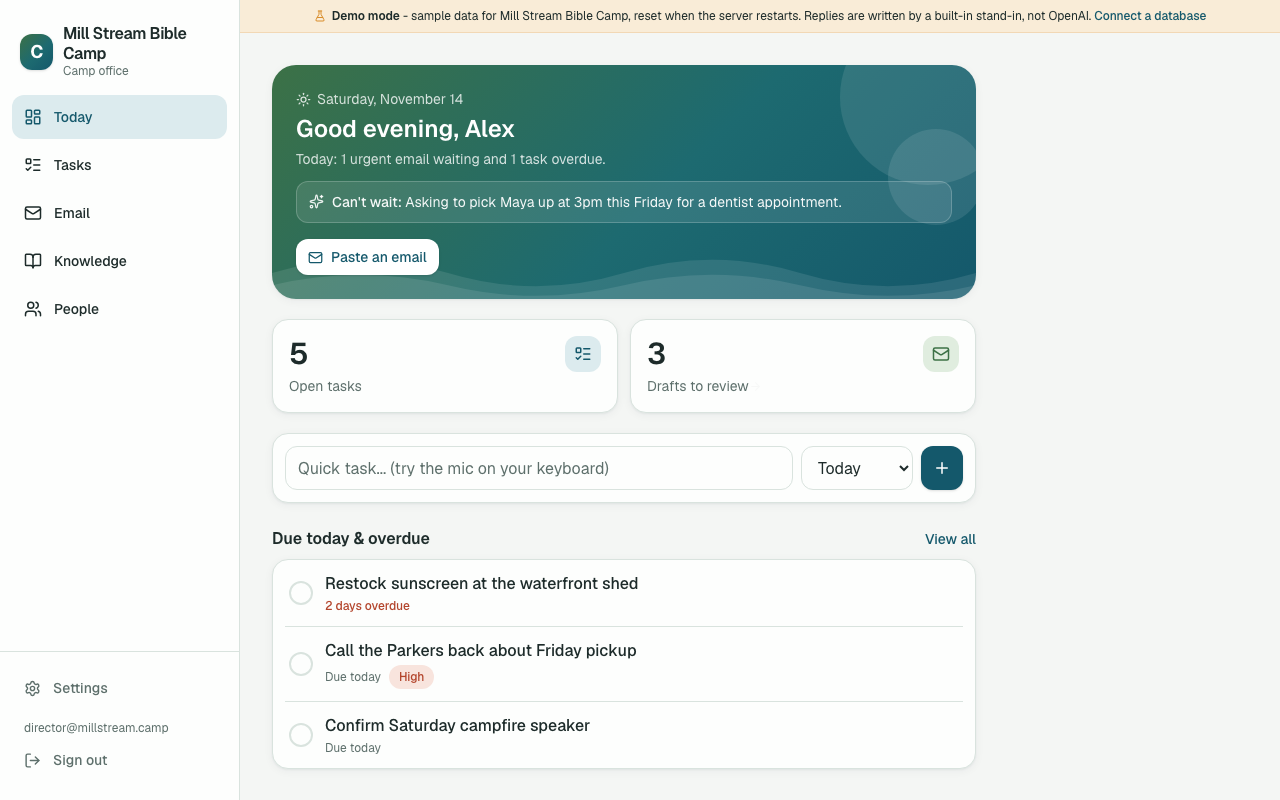 Demo mode - sample data for Mill Stream Bible Camp, reset when the server restarts. Replies are written by a built-in stand-in, not OpenAI. Connect a database
C
Mill Stream Bible
Camp
Camp office
Today
Tasks
Email
Knowledge
People
Settings
director@millstream.camp
Sign out
Saturday, November 14
Good evening, Alex
Today: 1 urgent email waiting and 1 task overdue.
Can't wait: Asking to pick Maya up at 3pm this Friday for a dentist appointment.
Paste an email
5
Open tasks
3
Drafts to review
Quick task... (try the mic on your keyboard)
Today
Due today & overdue
View all
Restock sunscreen at the waterfront shed
2 days overdue
Call the Parkers back about Friday pickup
Due today High
Confirm Saturday campfire speaker
Due today